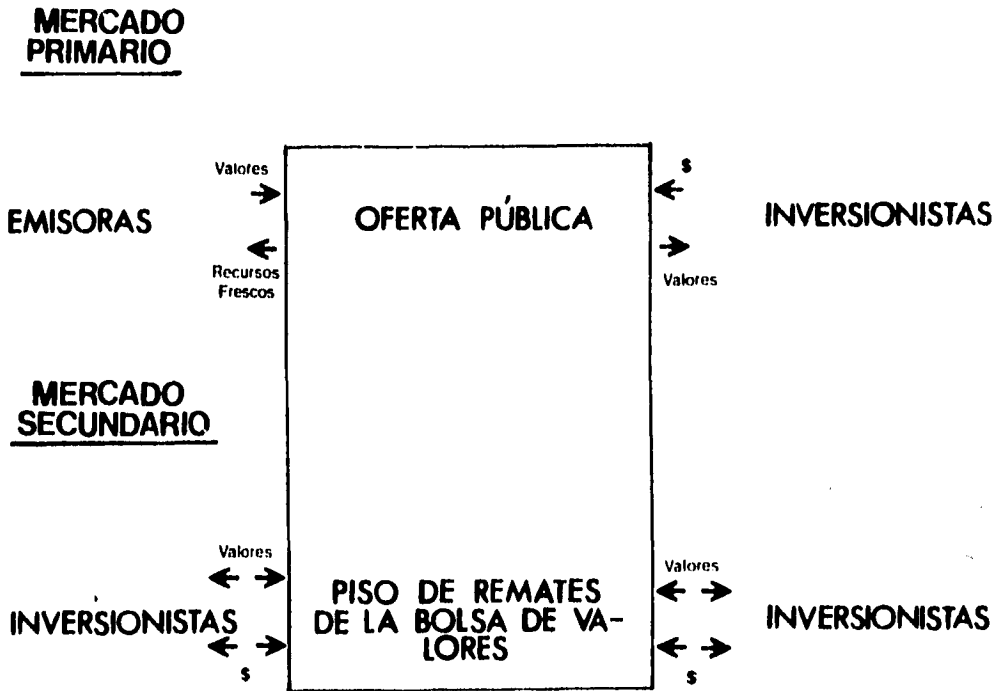 MERCADO
PRIMARIO
Valores
$
EMISORAS
OFERTA PÚBLICA
INVERSIONISTAS
Recursos
Frescos
Valores
MERCADO
SECUNDARIO
Valores
Valores
INVERSIONISTAS
PISO DE REMATES
DE LA BOLSA DE VA-
LORES
INVERSIONISTAS
$
$